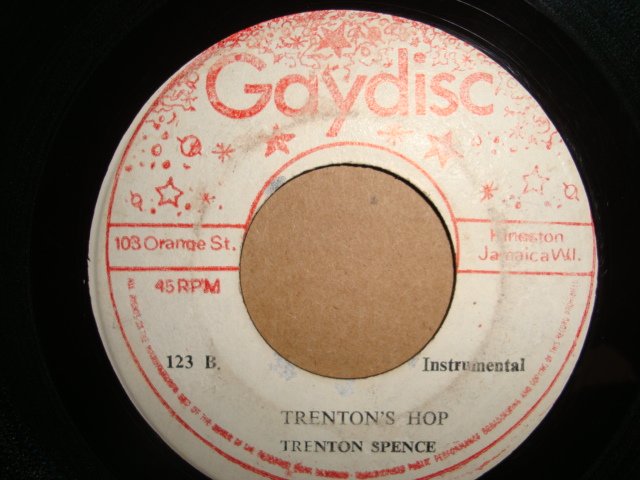 Gaydisc
103 Orange St.
Kingston
Jamaica W.I.
45 RPM
123 B.
Instrumental
TRENTON'S HOP
TRENTON SPENCE